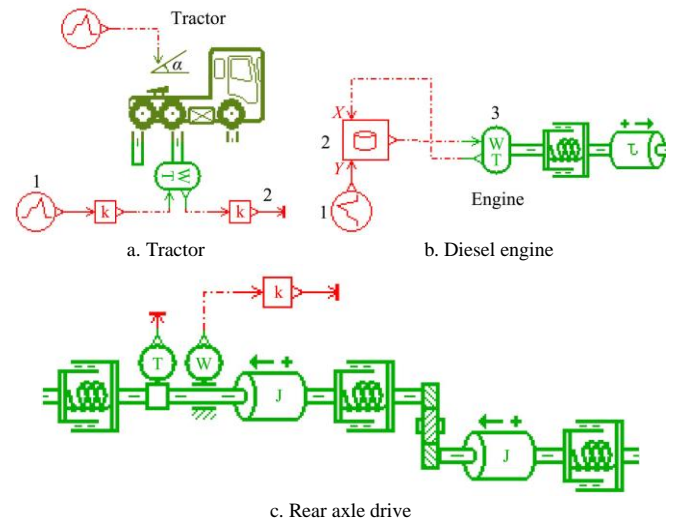 Tractor
α
W
T
1
k
k
2
a. Tractor
X
2
Y
1
3
W
T
J
Engine
b. Diesel engine
k
T
W
J
J
c. Rear axle drive